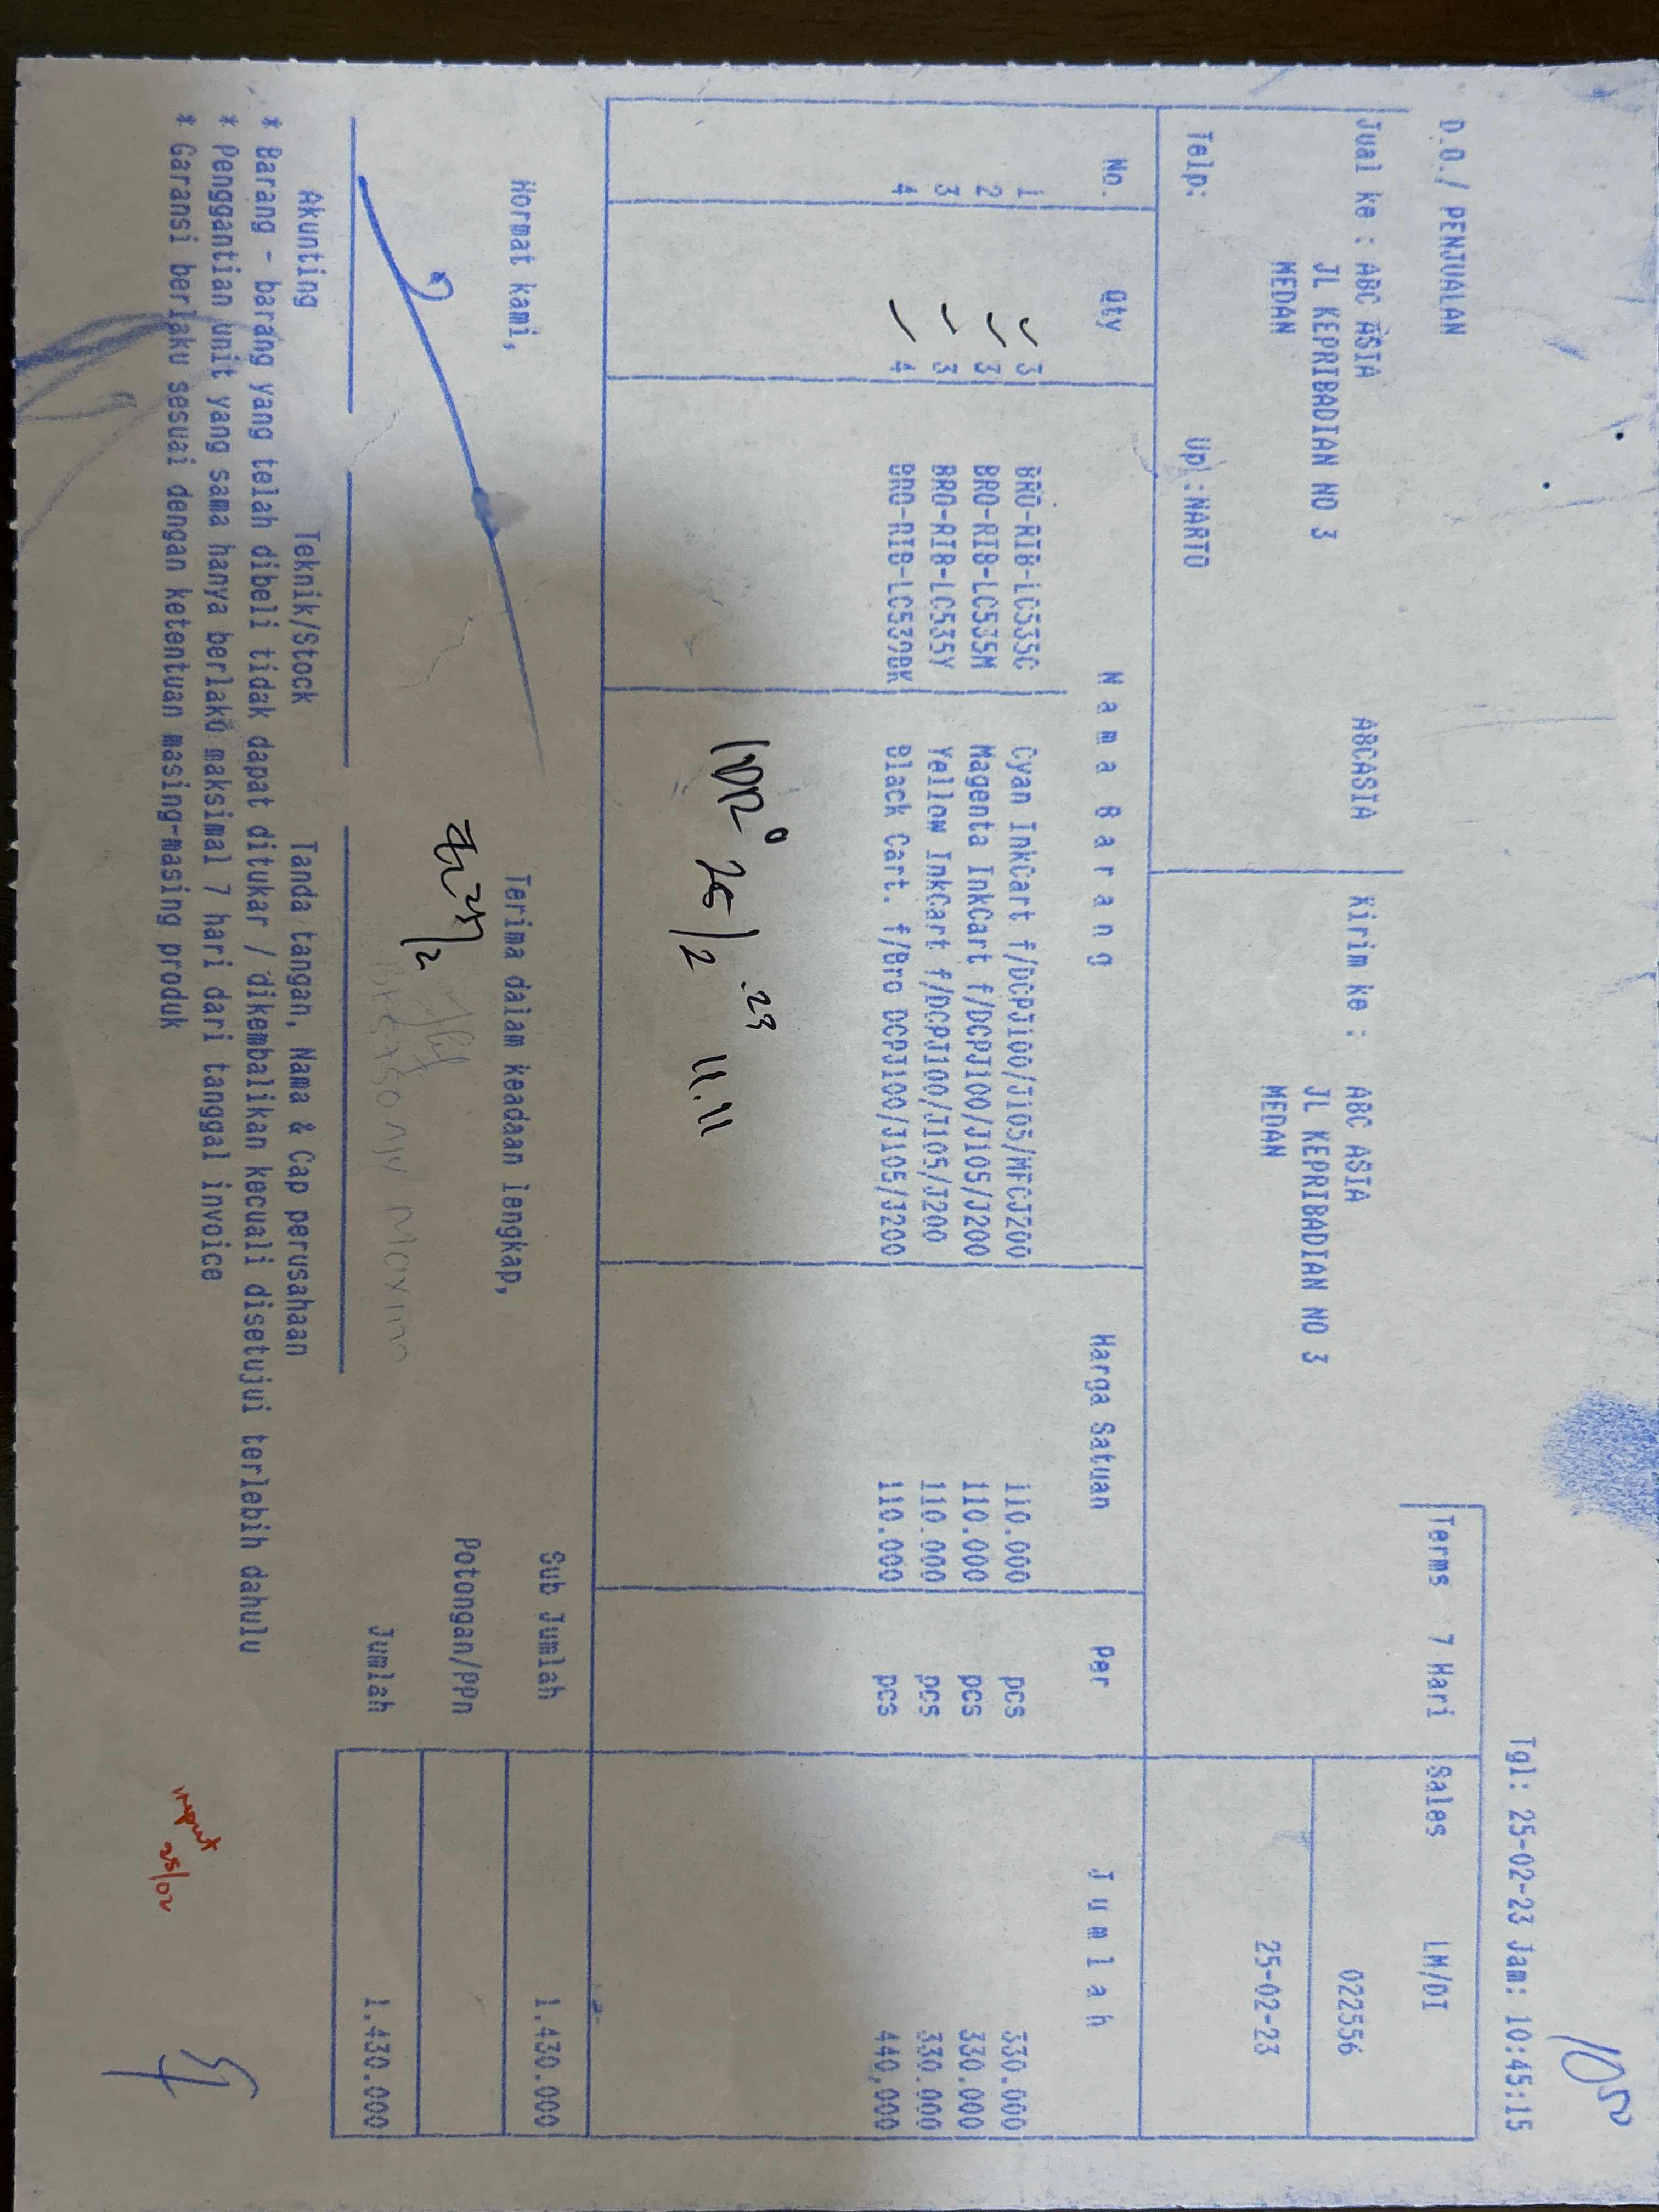 1050
Tgl: 25-02-23 Jam: 10:45:15
D.O./ PENJUALAN
Terms 7 Hari Sales LM/OI
Jual ke : ABC ASIA ABCASIA Kirim ke : ABC ASIA 022556
JL KEPRIBADIAN NO 3 JL KEPRIBADIAN NO 3
MEDAN MEDAN 25-02-23
Telp: Up!:NARTO
No. Qty Nama Barang Harga Satuan Per Jumlah
1 3 BRO-RIB-LC535C Cyan InkCart f/DCPJ100/J105/MFCJ200 110.000 pcs 330.000
2 3 BRO-RIB-LC535M Magenta InkCart f/DCPJ100/J105/J200 110.000 pcs 330.000
3 3 BRO-RIB-LC535Y Yellow InkCart f/DCPJ100/J105/J200 110.000 pcs 330.000
4 4 BRO-RIB-LC539BK Black Cart. f/Bro DCPJ100/J105/J200 110.000 pcs 440,000
25/2 .23 11.11
Hormat kami, Terima dalam keadaan lengkap, Sub Jumlah 1.430.000
25/2 Potongan/PPn
Jumlah 1.430.000
Akunting Teknik/Stock Tanda tangan, Nama & Cap perusahaan
* Barang - barang yang telah dibeli tidak dapat ditukar / dikembalikan kecuali disetujui terlebih dahulu
* Penggantian unit yang sama hanya berlaku maksimal 7 hari dari tanggal invoice
* Garansi berlaku sesuai dengan ketentuan masing-masing produk
input
25/02